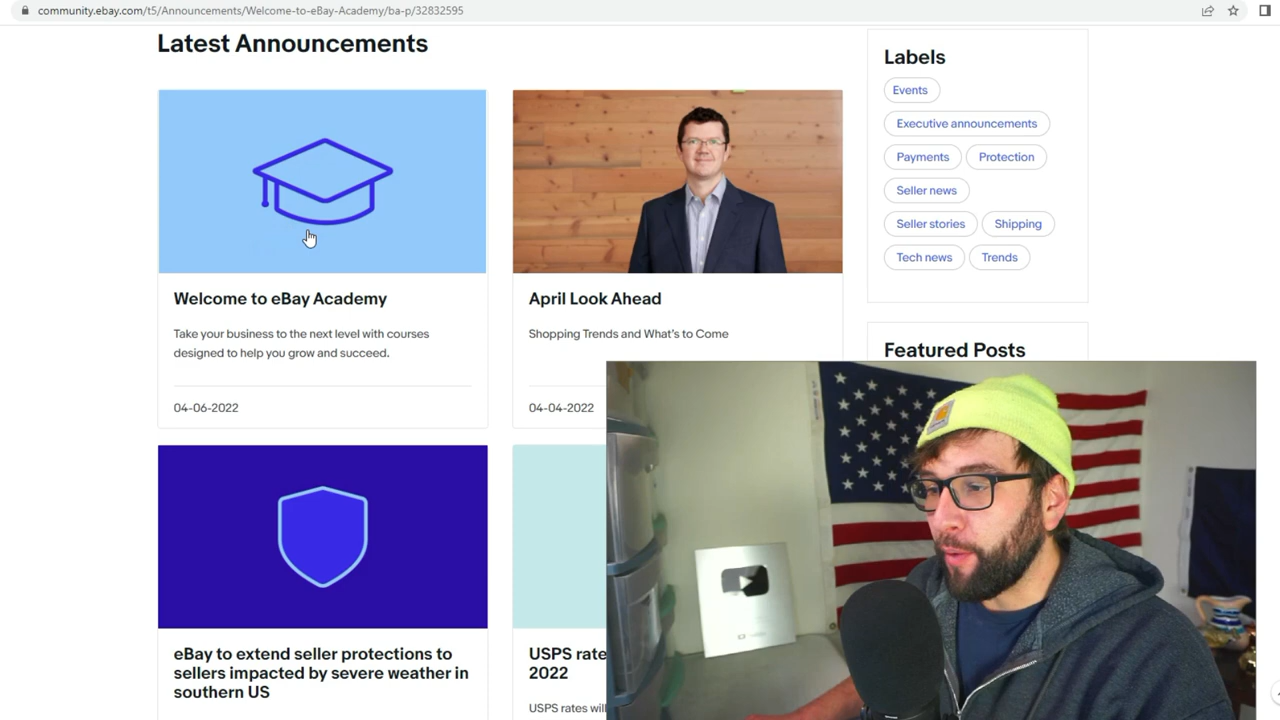 community.ebay.com/t5/Announcements/Welcome-to-eBay-Academy/ba-p/32832595
Latest Announcements
Welcome to eBay Academy
Take your business to the next level with courses
designed to help you grow and succeed.
04-06-2022
April Look Ahead
Shopping Trends and What's to Come
04-04-2022
eBay to extend seller protections to
sellers impacted by severe weather in
southern US
USPS rate
2022
USPS rates will
Labels
Events
Executive announcements
Payments
Protection
Seller news
Seller stories
Shipping
Tech news
Trends
Featured Posts